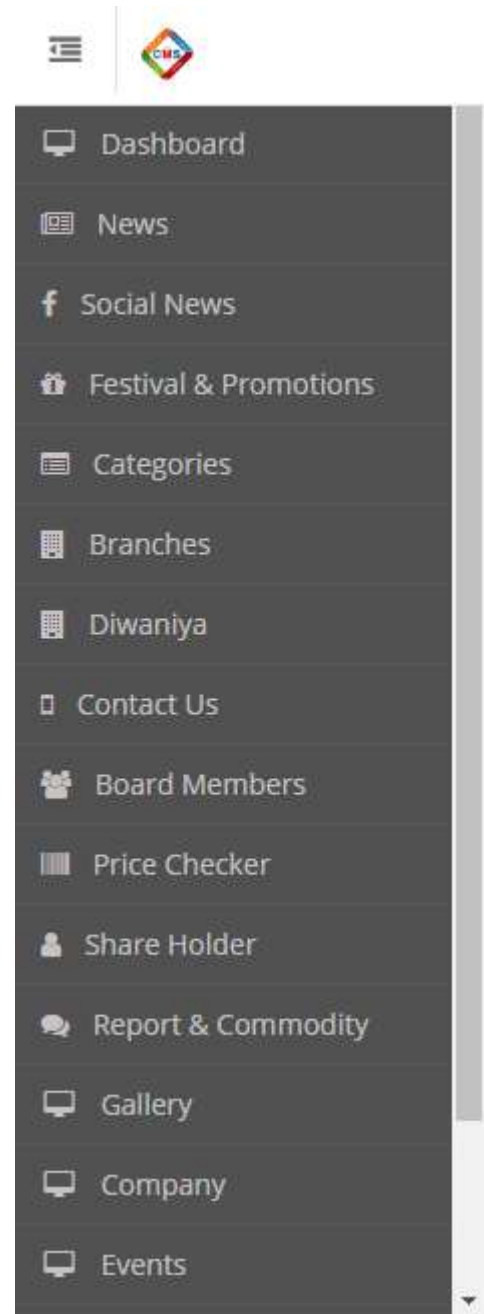 CMS
Dashboard
News
Social News
Festival & Promotions
Categories
Branches
Diwaniya
Contact Us
Board Members
Price Checker
Share Holder
Report & Commodity
Gallery
Company
Events